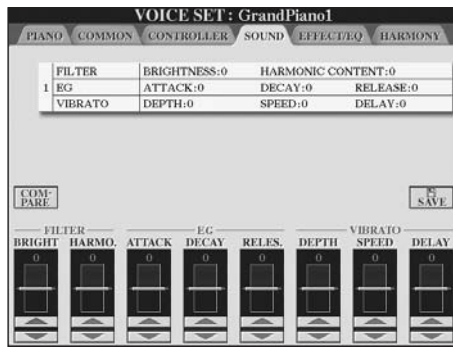 VOICE SET : GrandPiano1
PIANO COMMON CONTROLLER SOUND EFFECT/EQ HARMONY
FILTER BRIGHTNESS:0 HARMONIC CONTENT:0
1 EG ATTACK:0 DECAY:0 RELEASE:0
VIBRATO DEPTH:0 SPEED:0 DELAY:0
COM-
PARE
SAVE
FILTER EG VIBRATO
BRIGHT HARMO. ATTACK DECAY RELES. DEPTH SPEED DELAY
0 0 0 0 0 0 0 0